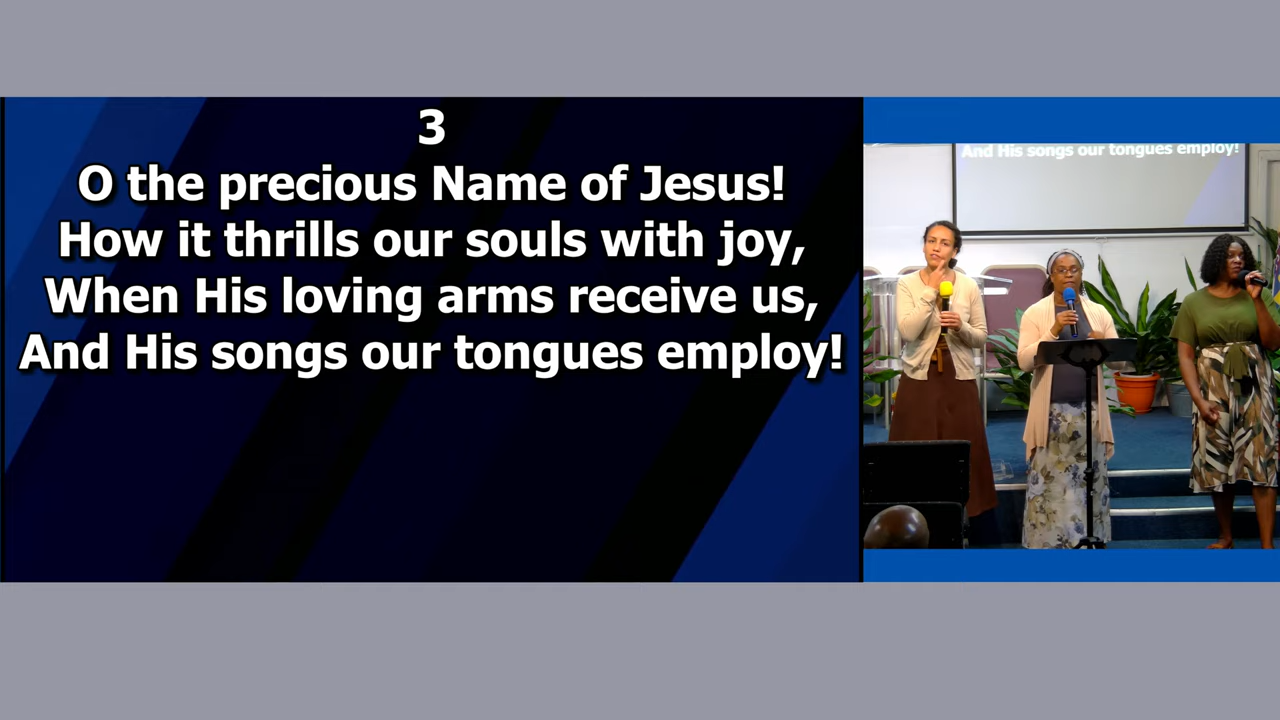 3
O the precious Name of Jesus!
How it thrills our souls with joy,
When His loving arms receive us,
And His songs our tongues employ!
And His songs our tongues employ!